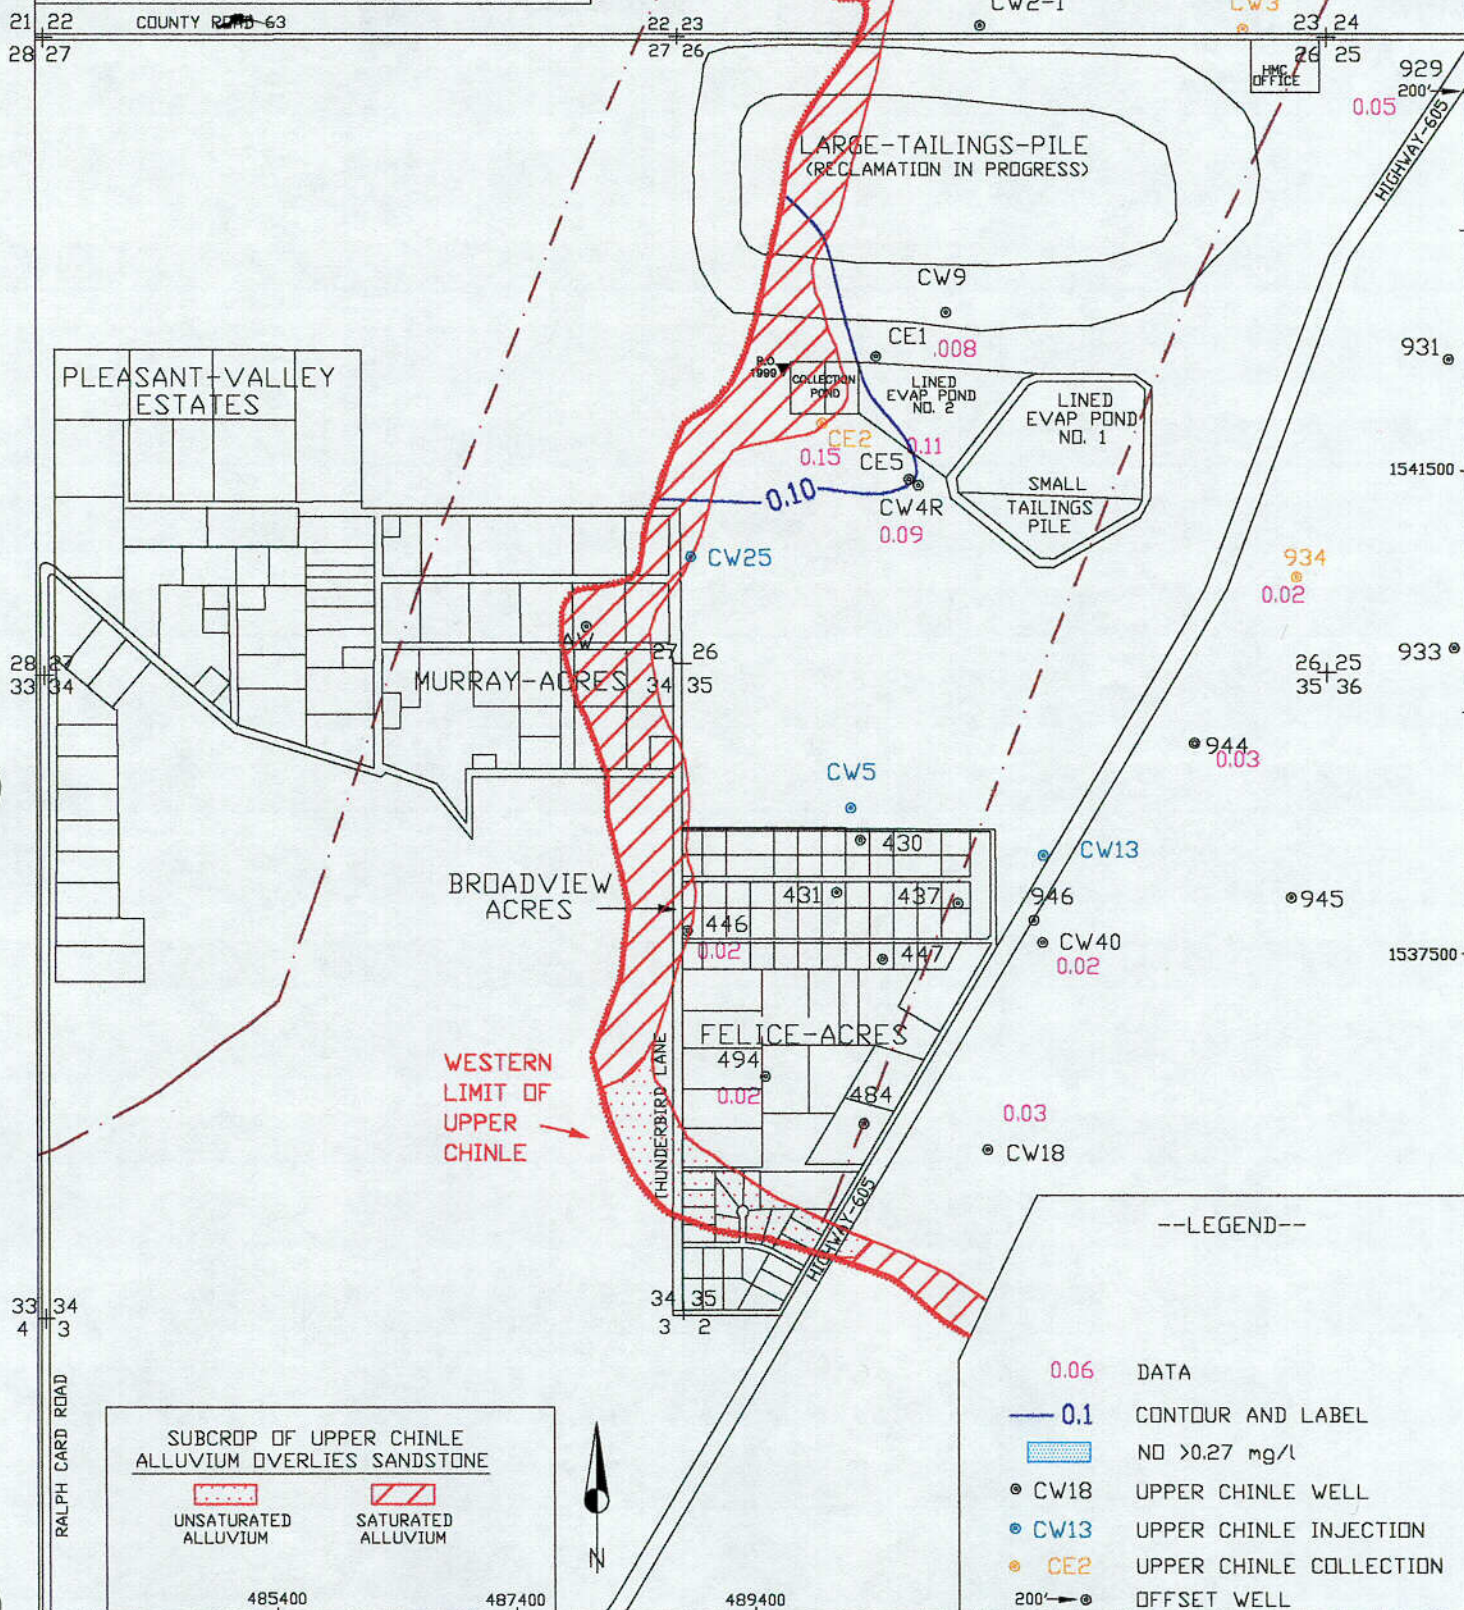 CW2-1
CW3
21 22
28 27
COUNTY ROAD 63
22 23
27 26
23 24
26 25
HMC
OFFICE
929
200'
0.05
HIGHWAY-605
LARGE-TAILINGS-PILE
(RECLAMATION IN PROGRESS)
CW9
CE1
.008
931
P.O.
1999
COLLECTION
POND
LINED
EVAP POND
NO. 2
LINED
EVAP POND
NO. 1
PLEASANT-VALLEY
ESTATES
CE2
0.15
0.11
CE5
1541500
SMALL
TAILINGS
PILE
0.10
CW4R
0.09
CW25
934
0.02
AW
28 27
33 34
27 26
34 35
MURRAY-ACRES
26 25
35 36
933
944
0.03
CW5
430
CW13
BROADVIEW
ACRES
431
437
946
945
446
0.02
447
CW40
0.02
1537500
FELICE-ACRES
WESTERN
LIMIT OF
UPPER
CHINLE
THUNDERBIRD LANE
494
0.02
484
0.03
CW18
HIGHWAY-605
33 34
4 3
34 35
3 2
RALPH CARD ROAD
SUBCROP OF UPPER CHINLE
ALLUVIUM OVERLIES SANDSTONE
UNSATURATED
ALLUVIUM
SATURATED
ALLUVIUM
N
485400
487400
489400
--LEGEND--
0.06 DATA
0.1 CONTOUR AND LABEL
NO >0.27 mg/l
CW18 UPPER CHINLE WELL
CW13 UPPER CHINLE INJECTION
CE2 UPPER CHINLE COLLECTION
200' OFFSET WELL